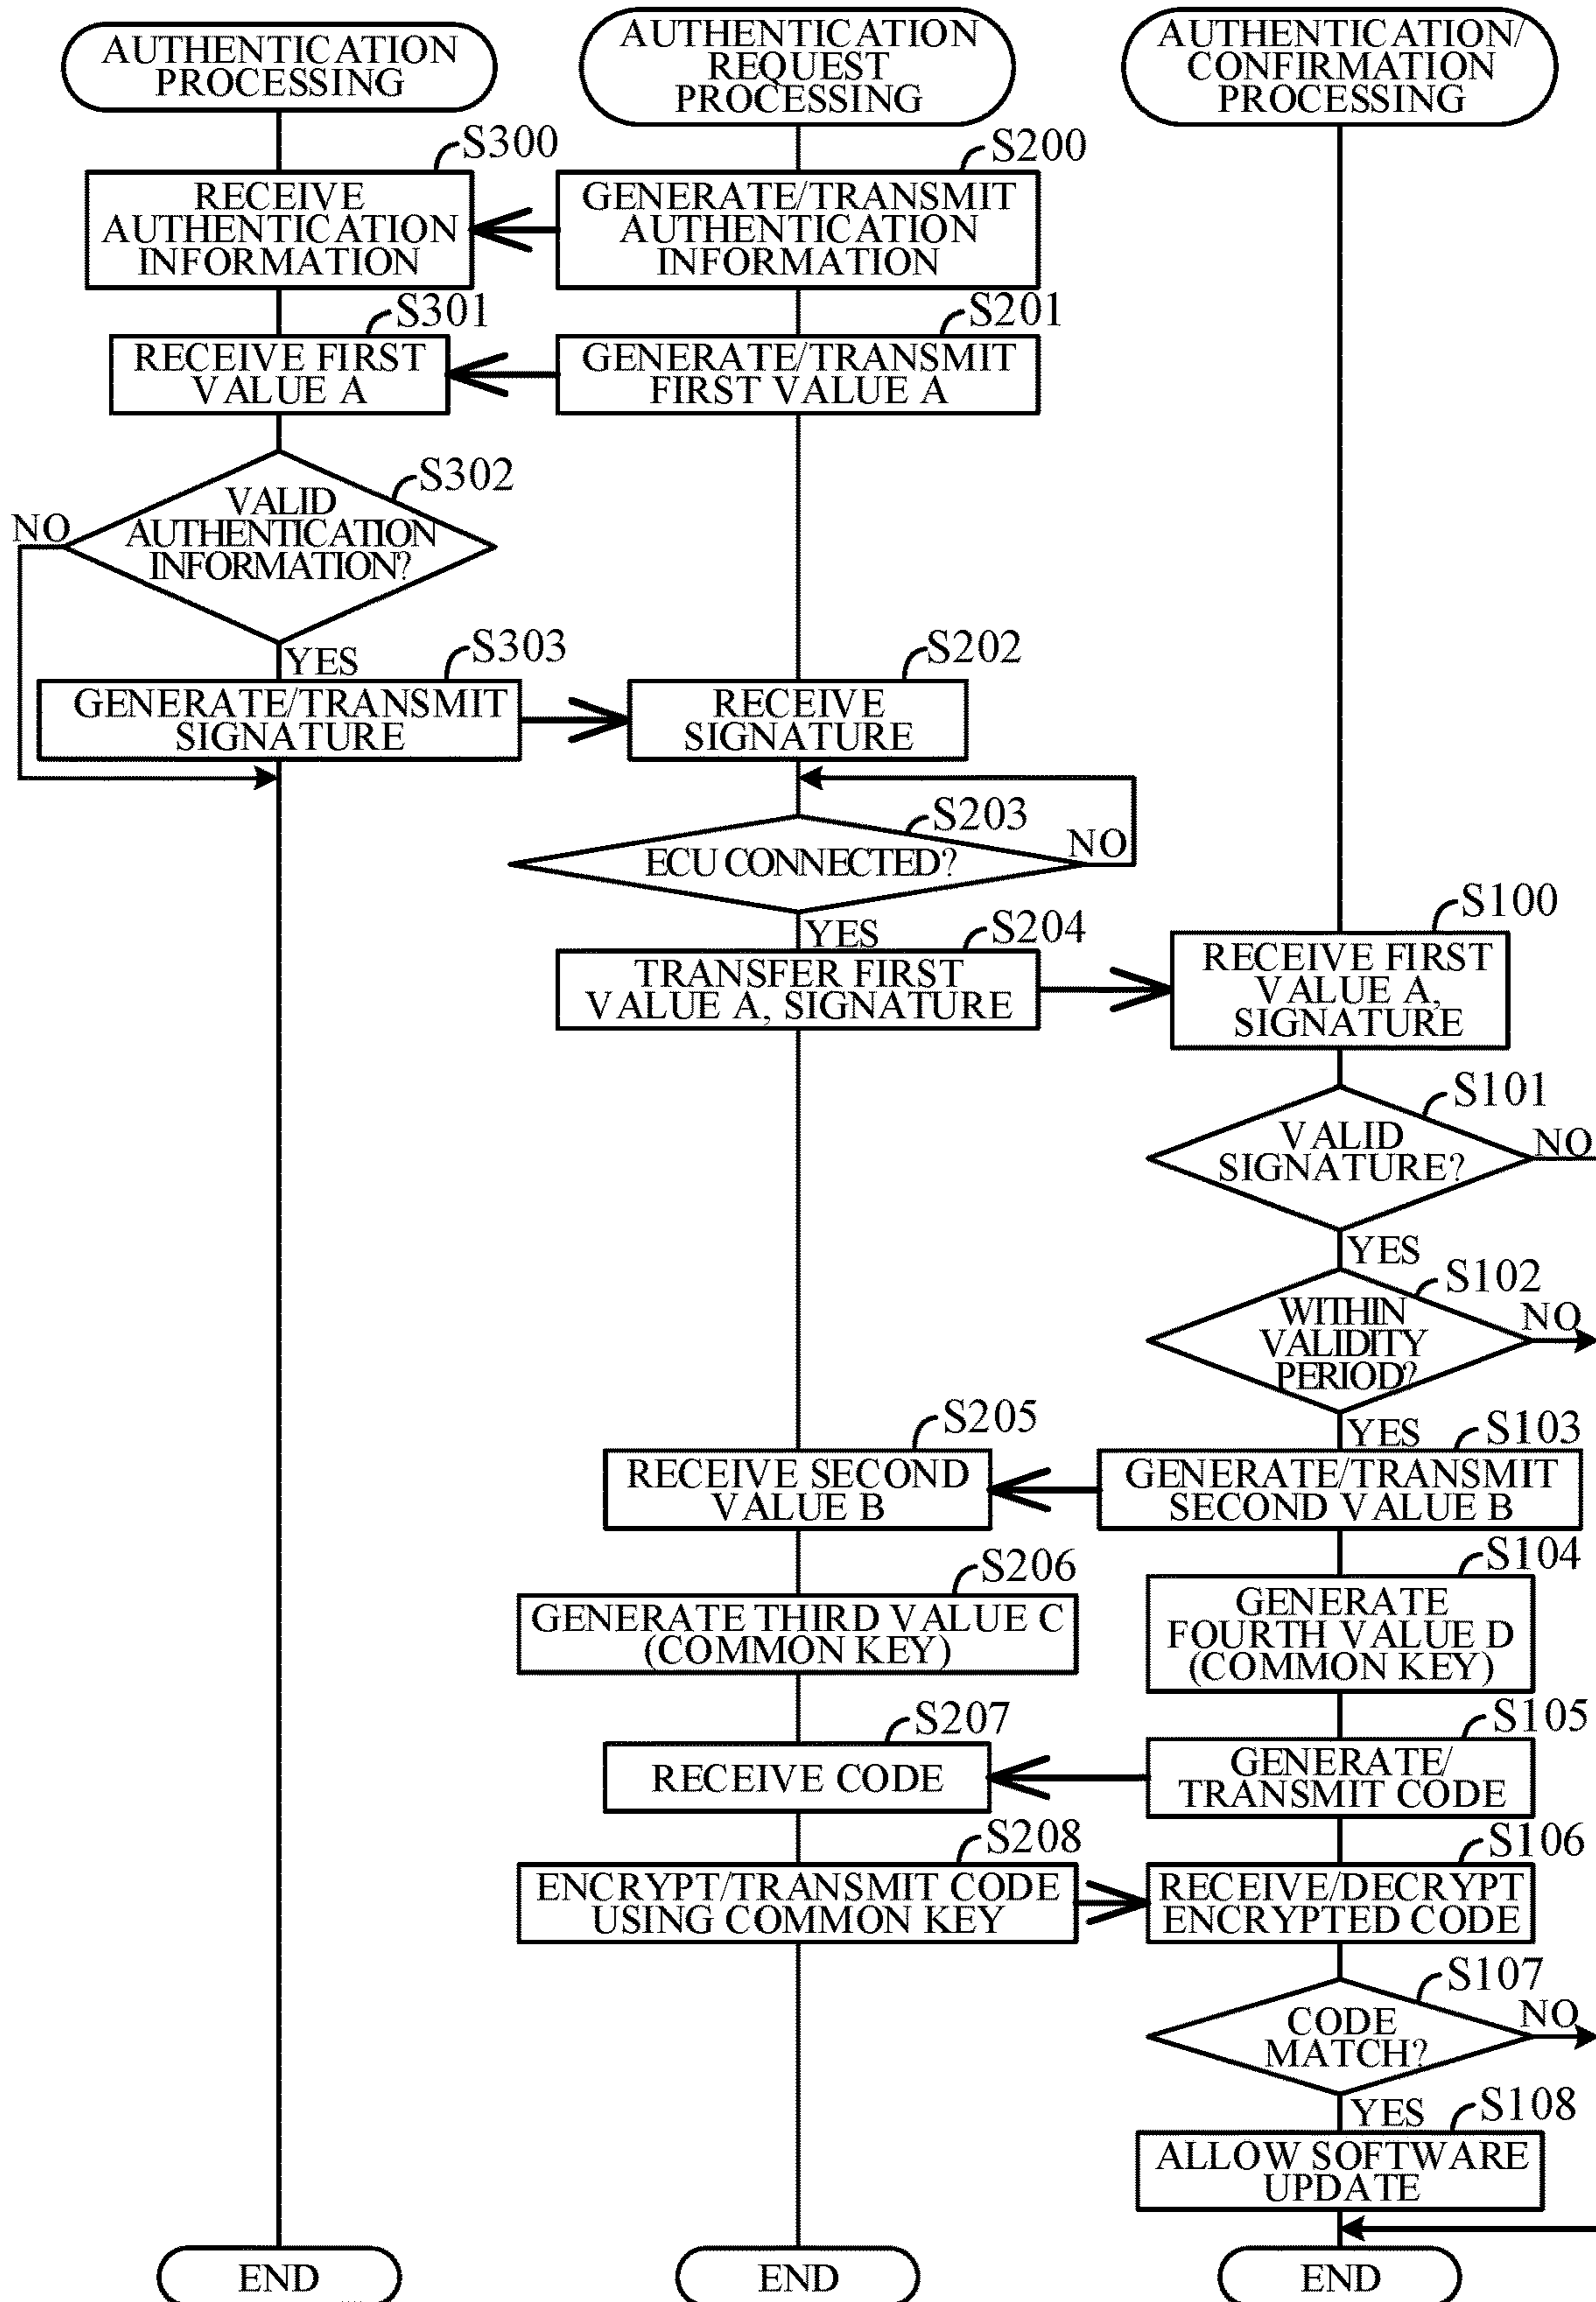 AUTHENTICATION
PROCESSING
AUTHENTICATION
REQUEST
PROCESSING
AUTHENTICATION/
CONFIRMATION
PROCESSING
S300
RECEIVE
AUTHENTICATION
INFORMATION
S200
GENERATE/TRANSMIT
AUTHENTICATION
INFORMATION
S301
RECEIVE FIRST
VALUE A
S201
GENERATE/TRANSMIT
FIRST VALUE A
S302
VALID
AUTHENTICATION
INFORMATION?
NO
YES
S303
GENERATE/TRANSMIT
SIGNATURE
S202
RECEIVE
SIGNATURE
S203
ECU CONNECTED?
NO
YES
S204
TRANSFER FIRST
VALUE A, SIGNATURE
S100
RECEIVE FIRST
VALUE A,
SIGNATURE
S101
VALID
SIGNATURE?
NO
YES
S102
WITHIN
VALIDITY
PERIOD?
NO
YES
S103
GENERATE/TRANSMIT
SECOND VALUE B
S205
RECEIVE SECOND
VALUE B
S206
GENERATE THIRD VALUE C
(COMMON KEY)
S104
GENERATE
FOURTH VALUE D
(COMMON KEY)
S207
RECEIVE CODE
S105
GENERATE/
TRANSMIT CODE
S208
ENCRYPT/TRANSMIT CODE
USING COMMON KEY
S106
RECEIVE/DECRYPT
ENCRYPTED CODE
S107
CODE
MATCH?
NO
YES
S108
ALLOW SOFTWARE
UPDATE
END
END
END